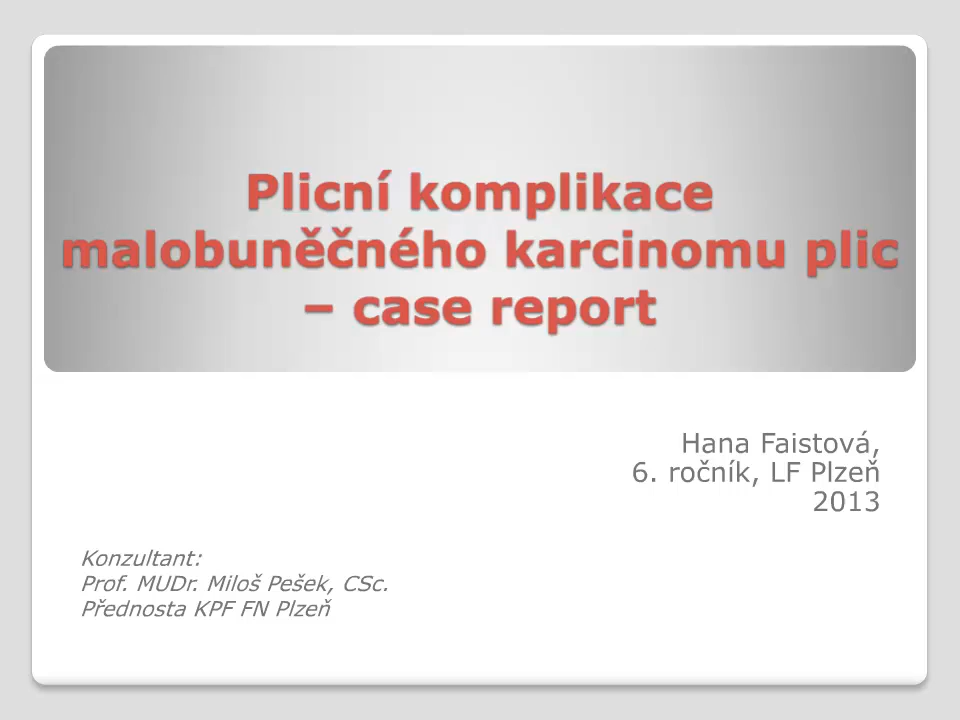 Plicní komplikace
malobuněčného karcinomu plic
– case report
Hana Faistová,
6. ročník, LF Plzeň
2013
Konzultant:
Prof. MUDr. Miloš Pešek, CSc.
Přednosta KPF FN Plzeň